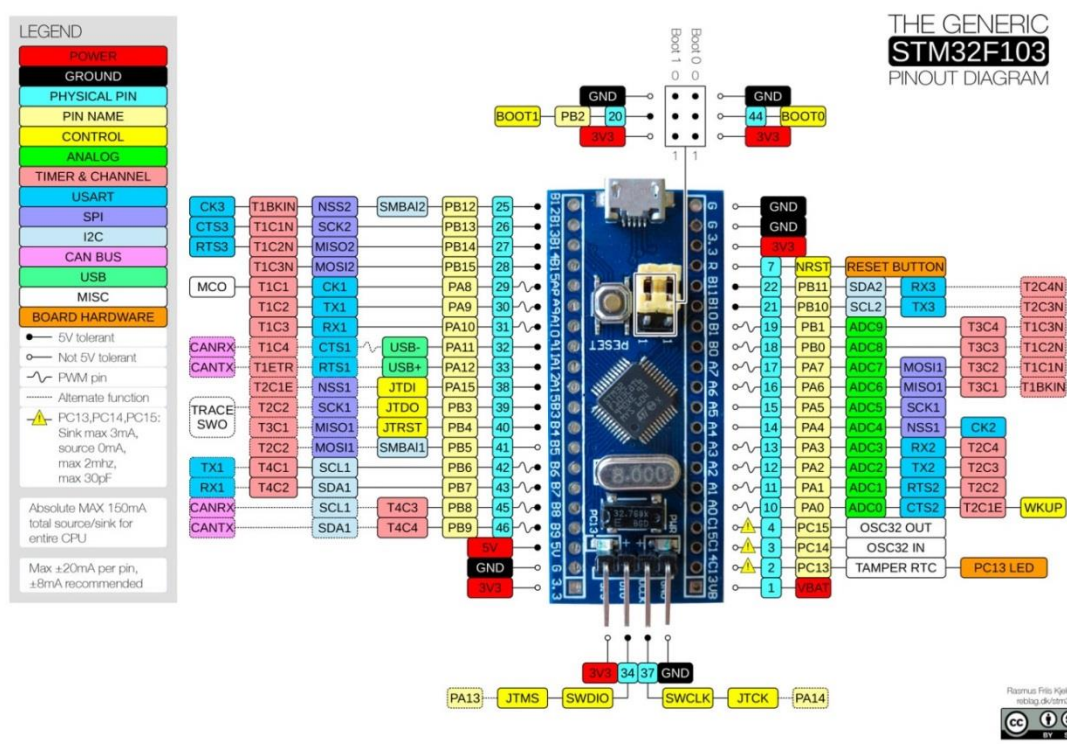 LEGEND
POWER
GROUND
PHYSICAL PIN
PIN NAME
CONTROL
ANALOG
TIMER & CHANNEL
USART
SPI
I2C
CAN BUS
USB
MISC
BOARD HARDWARE
5V tolerant
Not 5V tolerant
PWM pin
Alternate function
PC13,PC14,PC15:
Sink max 3mA,
source 0mA,
max 2mhz,
max 30pF
Absolute MAX 150mA
total source/sink for
entire CPU
Max ±20mA per pin,
±8mA recommended
THE GENERIC
STM32F103
PINOUT DIAGRAM
Boot 1 Boot 0
0 0
GND GND
BOOT1 PB2 20 44 BOOT0
3V3 3V3
1 1
CK3 T1BKIN NSS2 SMBAI2 PB12 25
CTS3 T1C1N SCK2 PB13 26
RTS3 T1C2N MISO2 PB14 27
T1C3N MOSI2 PB15 28
MCO T1C1 CK1 PA8 29
T1C2 TX1 PA9 30
T1C3 RX1 PA10 31
CANRX T1C4 CTS1 USB- PA11 32
CANTX T1ETR RTS1 USB+ PA12 33
T2C1E NSS1 JTDI PA15 38
TRACE SWO T2C2 SCK1 JTDO PB3 39
T3C1 MISO1 JTRST PB4 40
T2C2 MOSI1 SMBAI1 PB5 41
TX1 T4C1 SCL1 PB6 42
RX1 T4C2 SDA1 PB7 43
CANRX SCL1 T4C3 PB8 45
CANTX SDA1 T4C4 PB9 46
5V
GND
3V3
RESET
8.000
PC13
PWR
GND
GND
3V3
7 NRST RESET BUTTON
22 PB11 SDA2 RX3 T2C4N
21 PB10 SCL2 TX3 T2C3N
19 PB1 ADC9 T3C4 T1C3N
18 PB0 ADC8 T3C3 T1C2N
17 PA7 ADC7 MOSI1 T3C2 T1C1N
16 PA6 ADC6 MISO1 T3C1 T1BKIN
15 PA5 ADC5 SCK1
14 PA4 ADC4 NSS1 CK2
13 PA3 ADC3 RX2 T2C4
12 PA2 ADC2 TX2 T2C3
11 PA1 ADC1 RTS2 T2C2
10 PA0 ADC0 CTS2 T2C1E WKUP
4 PC15 OSC32 OUT
3 PC14 OSC32 IN
2 PC13 TAMPER RTC PC13 LED
1 VBAT
3V3 34 37 GND
PA13 JTMS SWDIO SWCLK JTCK PA14
Rasmus Friis
cc
BY